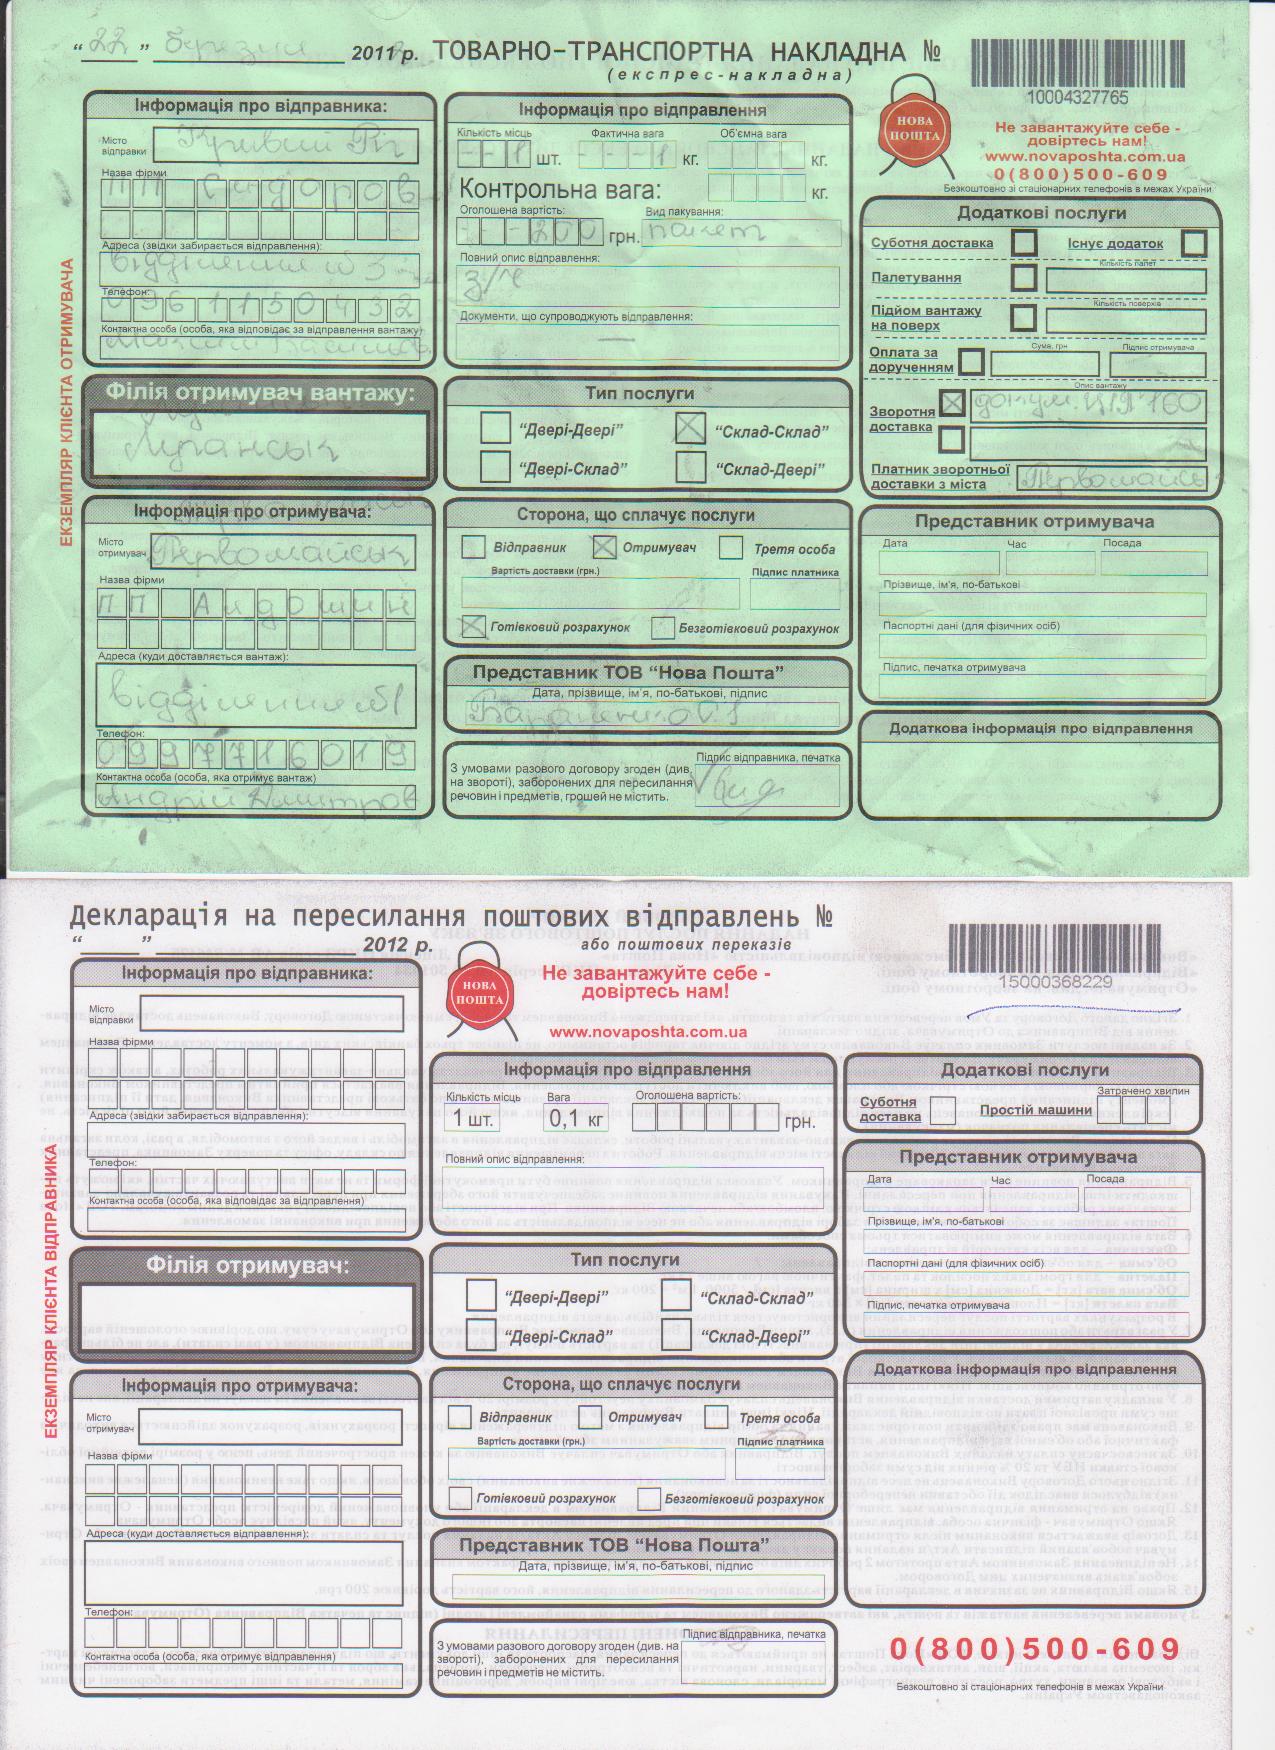 “ 22 ” березня 2011 р. ТОВАРНО-ТРАНСПОРТНА НАКЛАДНА №
(експрес-накладна)
10004327765
НОВА ПОШТА
Не завантажуйте себе -
довіртесь нам!
www.novaposhta.com.ua
0(800)500-609
Безкоштовно зі стаціонарних телефонів в межах України
ЕКЗЕМПЛЯР КЛІЄНТА ОТРИМУВАЧА
Інформація про відправника:
Місто відправки Кривий Ріг
Назва фірми
ПП Сидоров
Адреса (звідки забирається відправлення):
Відділення
Телефон:
0961150432
Контактна особа (особа, яка відповідає за відправлення вантажу)
Філія отримувач вантажу:
Луганськ
Інформація про отримувача:
Місто отримувач Первомайськ
Назва фірми
ПП Андошин
Адреса (куди доставляється вантаж):
Відділення №1
Телефон:
0997716019
Контактна особа (особа, яка отримує вантаж)
Андрій Дмитров
Інформація про відправлення
Кількість місць Фактична вага Об'ємна вага
- - 1 шт. - - - 1 кг. кг.
Контрольна вага: кг.
Оголошена вартість: Вид пакування:
- - - 200 грн. пакет
Повний опис відправлення:
з/ч
Документи, що супроводжують відправлення:
—
Тип послуги
“Двері-Двері” “Склад-Склад”
“Двері-Склад” “Склад-Двері”
Сторона, що сплачує послуги
Відправник Отримувач Третя особа
Вартість доставки (грн.) Підпис платника
Готівковий розрахунок Безготівковий розрахунок
Представник ТОВ “Нова Пошта”
Дата, прізвище, ім'я, по-батькові, підпис
Підпис відправника, печатка
З умовами разового договору згоден (див.
на звороті), заборонених для пересилання
речовин і предметів, грошей не містить.
Додаткові послуги
Суботня доставка Існує додаток
Палетування Кількість палет
Підйом вантажу на поверх Кількість поверхів
Оплата за дорученням Сума, грн Підпис отримувача
Опис вантажу
Зворотня доставка
Платник зворотньої
доставки з міста Первомайськ
Представник отримувача
Дата Час Посада
Прізвище, ім'я, по-батькові
Паспортні дані (для фізичних осіб)
Підпис, печатка отримувача
Додаткова інформація про відправлення
Декларація на пересилання поштових відправлень №
“ ” 2012 р.
або поштових переказів
НОВА ПОШТА
Не завантажуйте себе -
довіртесь нам!
www.novaposhta.com.ua
15000368229
ЕКЗЕМПЛЯР КЛІЄНТА ВІДПРАВНИКА
Інформація про відправника:
Місто відправки
Назва фірми
Адреса (звідки забирається відправлення):
Телефон:
Контактна особа (особа, яка відповідає за відправлення)
Філія отримувач:
Інформація про отримувача:
Місто отримувач
Назва фірми
Адреса (куди доставляється відправлення):
Телефон:
Контактна особа (особа, яка отримує відправлення)
Інформація про відправлення
Кількість місць Вага Оголошена вартість:
1 шт. 0,1 кг грн.
Повний опис відправлення:
Тип послуги
“Двері-Двері” “Склад-Склад”
“Двері-Склад” “Склад-Двері”
Сторона, що сплачує послуги
Відправник Отримувач Третя особа
Вартість доставки (грн.) Підпис платника
Готівковий розрахунок Безготівковий розрахунок
Представник ТОВ “Нова Пошта”
Дата, прізвище, ім'я, по-батькові, підпис
Підпис відправника, печатка
З умовами разового договору згоден (див. на
звороті), заборонених для пересилання
речовин і предметів не містить.
Додаткові послуги
Суботня доставка Простій машини Затрачено хвилин
Представник отримувача
Дата Час Посада
Прізвище, ім'я, по-батькові
Паспортні дані (для фізичних осіб)
Підпис, печатка отримувача
Додаткова інформація про відправлення
0(800)500-609
Безкоштовно зі стаціонарних телефонів в межах України